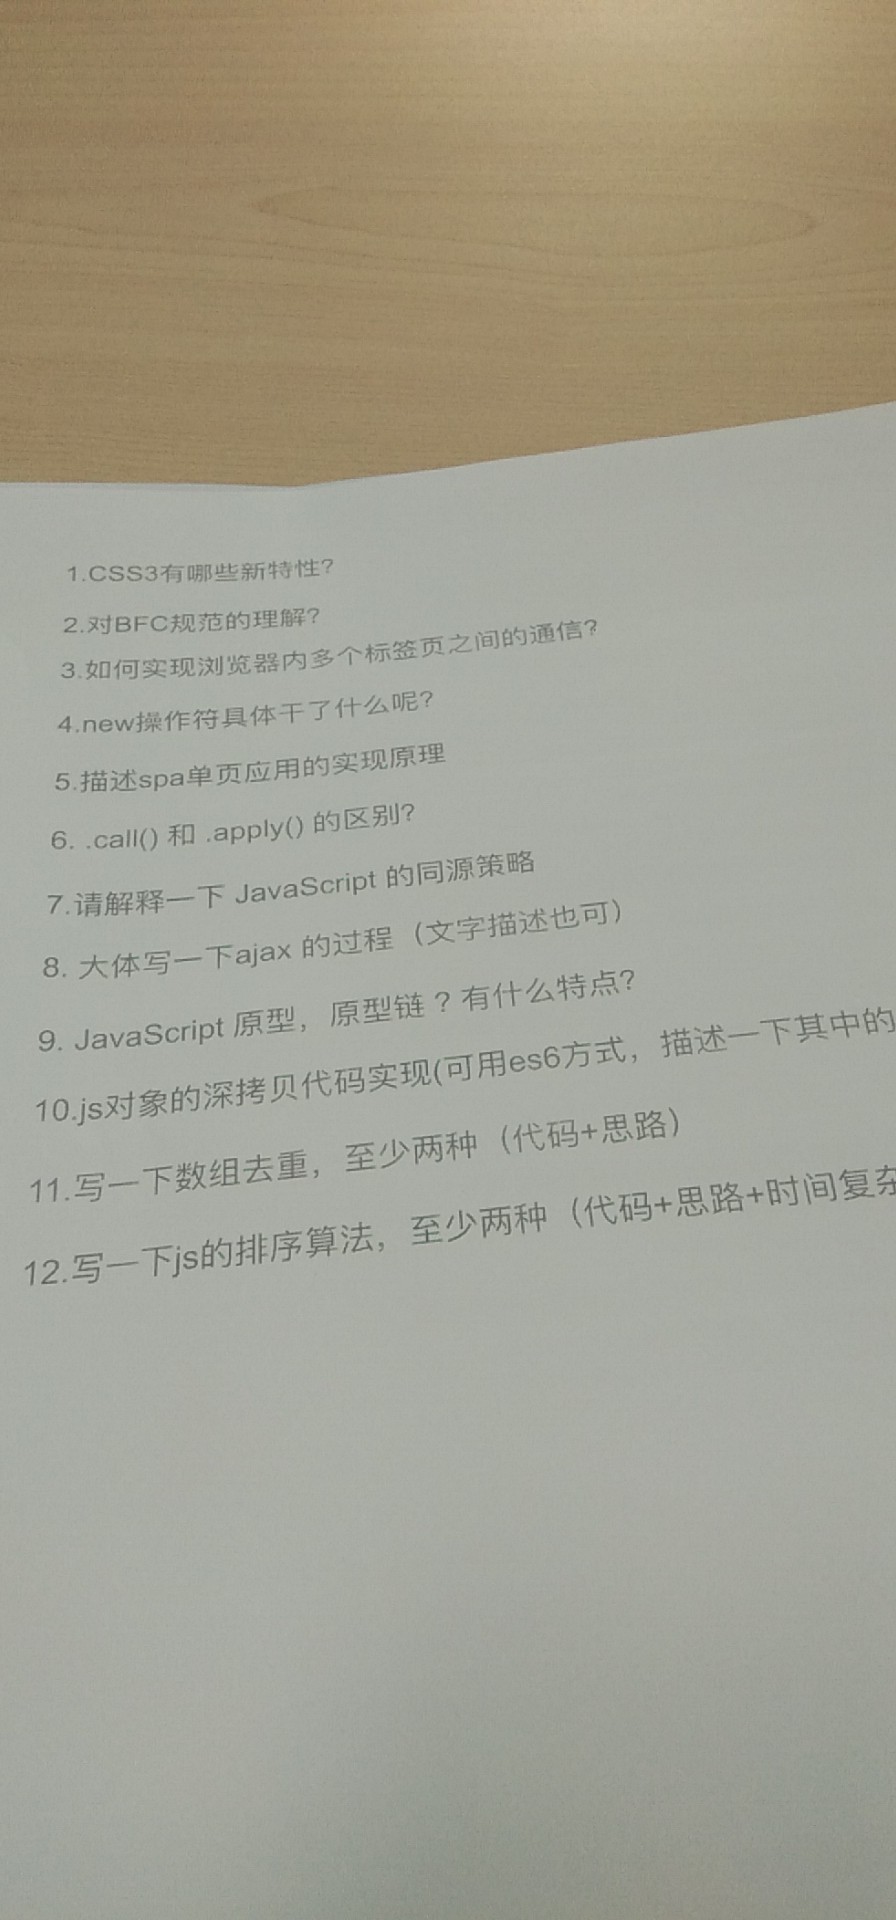 1.CSS3有哪些新特性?
2.对BFC规范的理解?
3.如何实现浏览器内多个标签页之间的通信?
4.new操作符具体干了什么呢?
5.描述spa单页应用的实现原理
6. .call() 和 .apply() 的区别?
7.请解释一下 JavaScript 的同源策略
8. 大体写一下ajax 的过程（文字描述也可）
9. JavaScript 原型，原型链 ? 有什么特点?
10.js对象的深拷贝代码实现(可用es6方式，描述一下其中的
11.写一下数组去重，至少两种（代码+思路）
12.写一下js的排序算法，至少两种（代码+思路+时间复杂